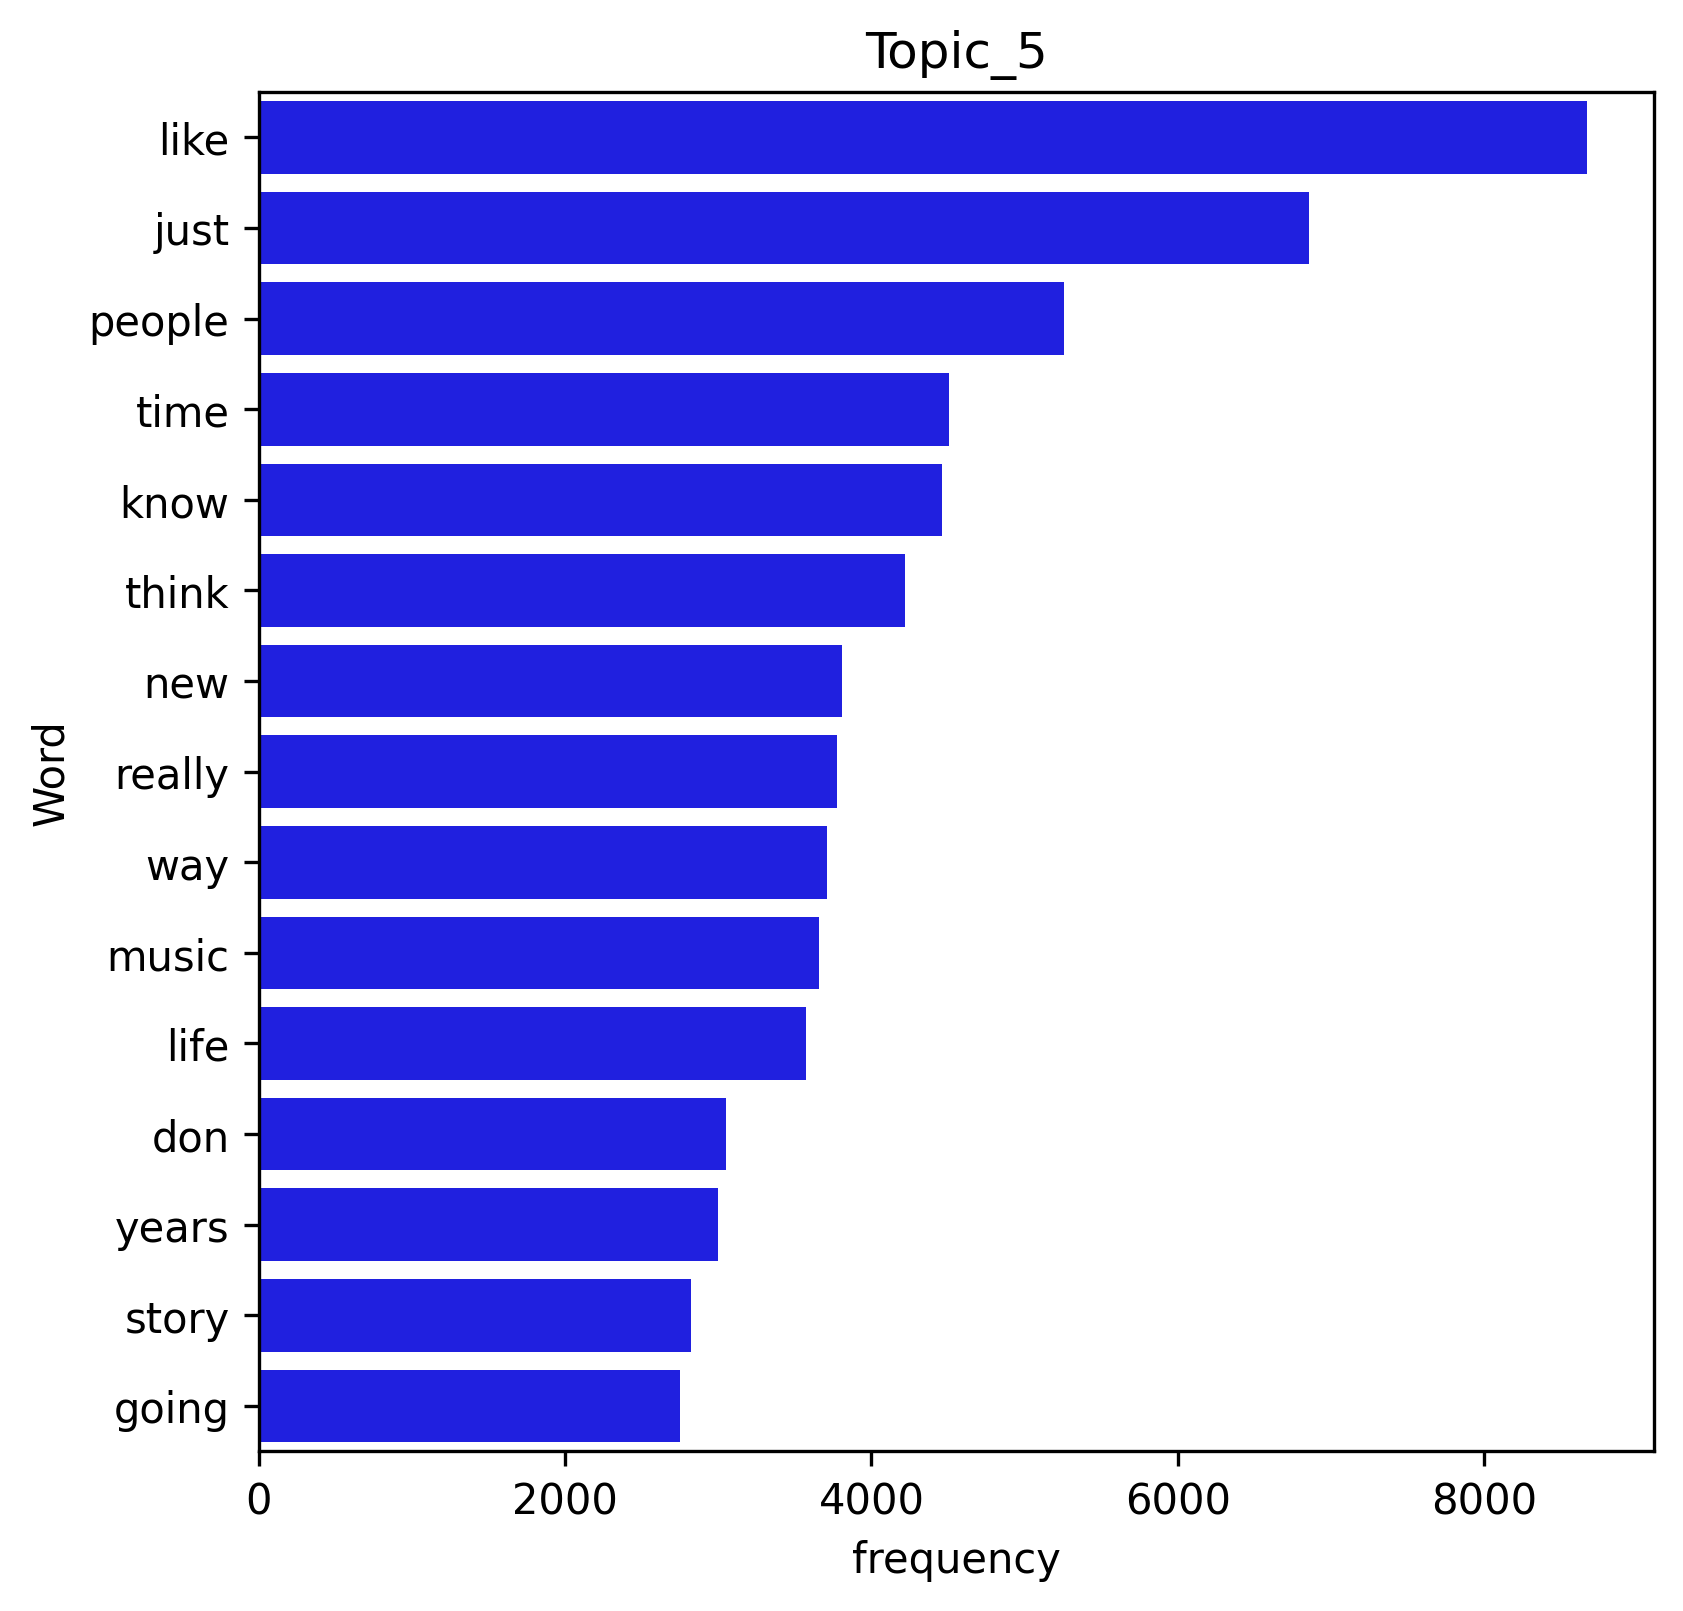 Topic_5
like
just
people
time
know
think
new
really
way
music
life
don
years
story
going
Word
0 2000 4000 6000 8000
frequency